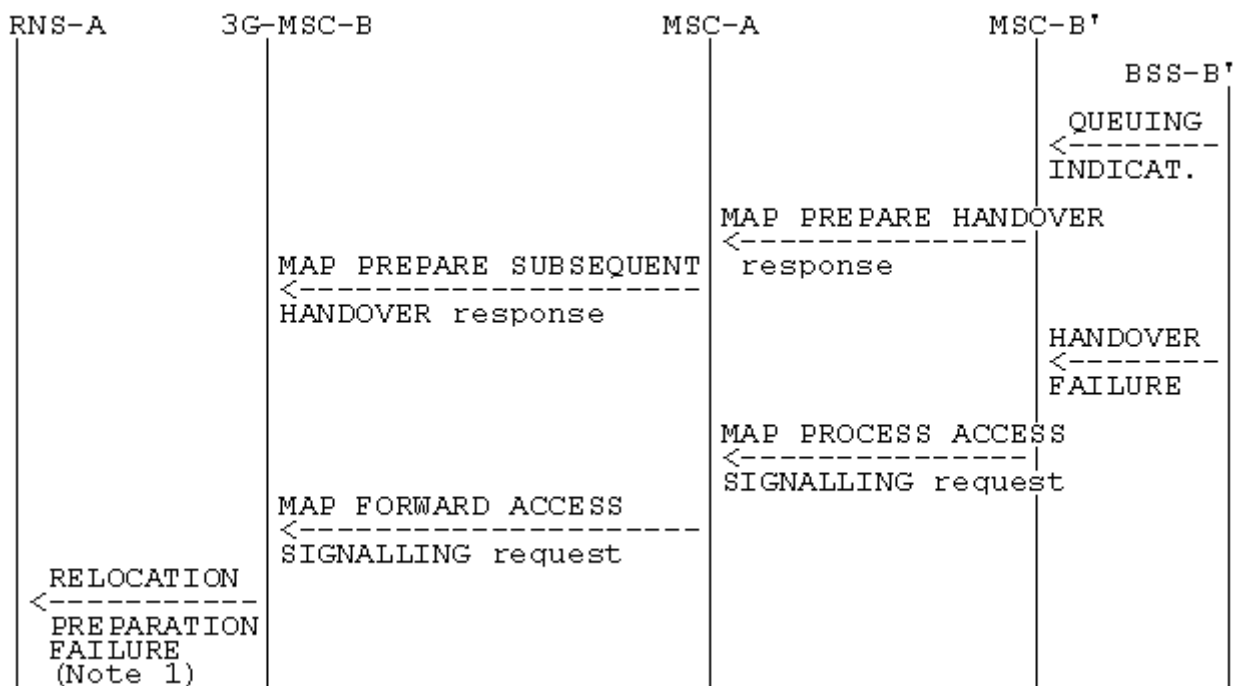 RNS-A 3G-MSC-B MSC-A MSC-B'
BSS-B'
QUEUING
INDICAT.
MAP PREPARE HANDOVER
response
MAP PREPARE SUBSEQUENT
HANDOVER response
HANDOVER
FAILURE
MAP PROCESS ACCESS
SIGNALLING request
MAP FORWARD ACCESS
SIGNALLING request
RELOCATION
PREPARATION
FAILURE
(Note 1)